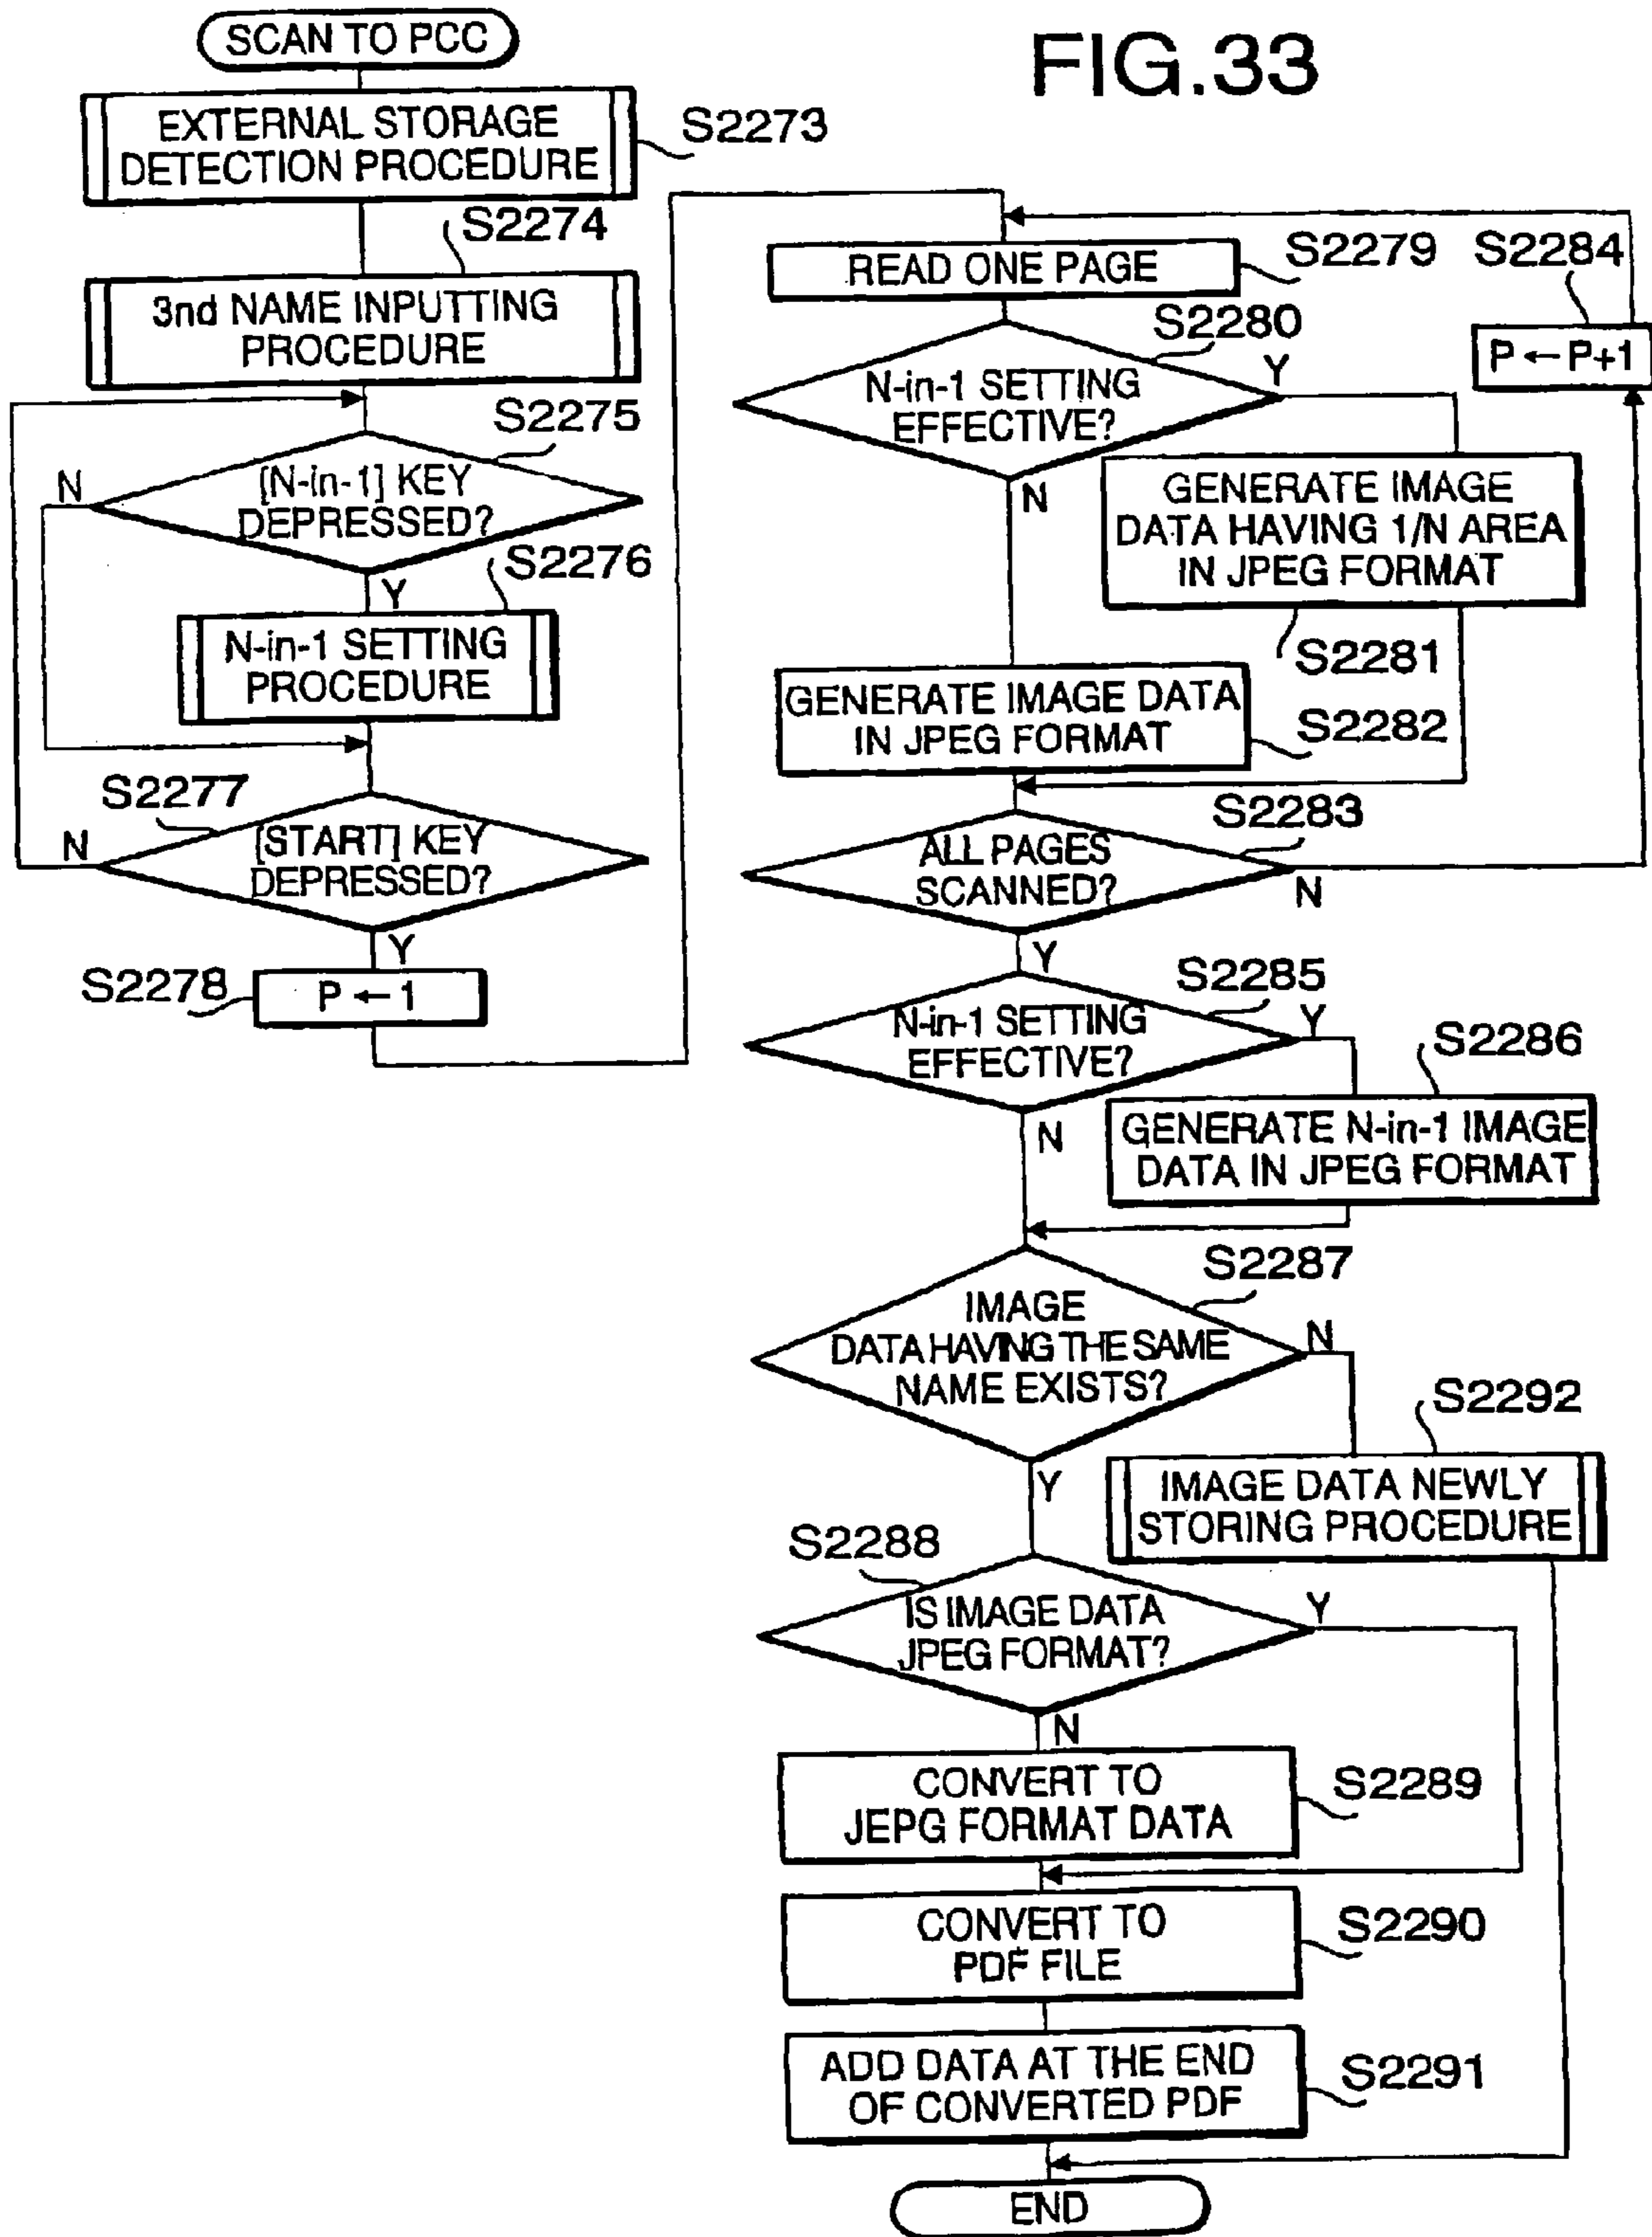 FIG.33
SCAN TO PCC
EXTERNAL STORAGE
DETECTION PROCEDURE
S2273
S2274
3nd NAME INPUTTING
PROCEDURE
S2275
[N-in-1] KEY
DEPRESSED?
N
Y
S2276
N-in-1 SETTING
PROCEDURE
S2277
[START] KEY
DEPRESSED?
N
Y
S2278
P ← 1
READ ONE PAGE
S2279
S2284
P ← P+1
S2280
N-in-1 SETTING
EFFECTIVE?
Y
N
GENERATE IMAGE
DATA HAVING 1/N AREA
IN JPEG FORMAT
S2281
GENERATE IMAGE DATA
IN JPEG FORMAT
S2282
S2283
ALL PAGES
SCANNED?
N
Y
S2285
N-in-1 SETTING
EFFECTIVE?
Y
N
S2286
GENERATE N-in-1 IMAGE
DATA IN JPEG FORMAT
S2287
IMAGE
DATA HAVING THE SAME
NAME EXISTS?
N
Y
S2292
IMAGE DATA NEWLY
STORING PROCEDURE
S2288
IS IMAGE DATA
JPEG FORMAT?
Y
N
CONVERT TO
JEPG FORMAT DATA
S2289
CONVERT TO
PDF FILE
S2290
ADD DATA AT THE END
OF CONVERTED PDF
S2291
END